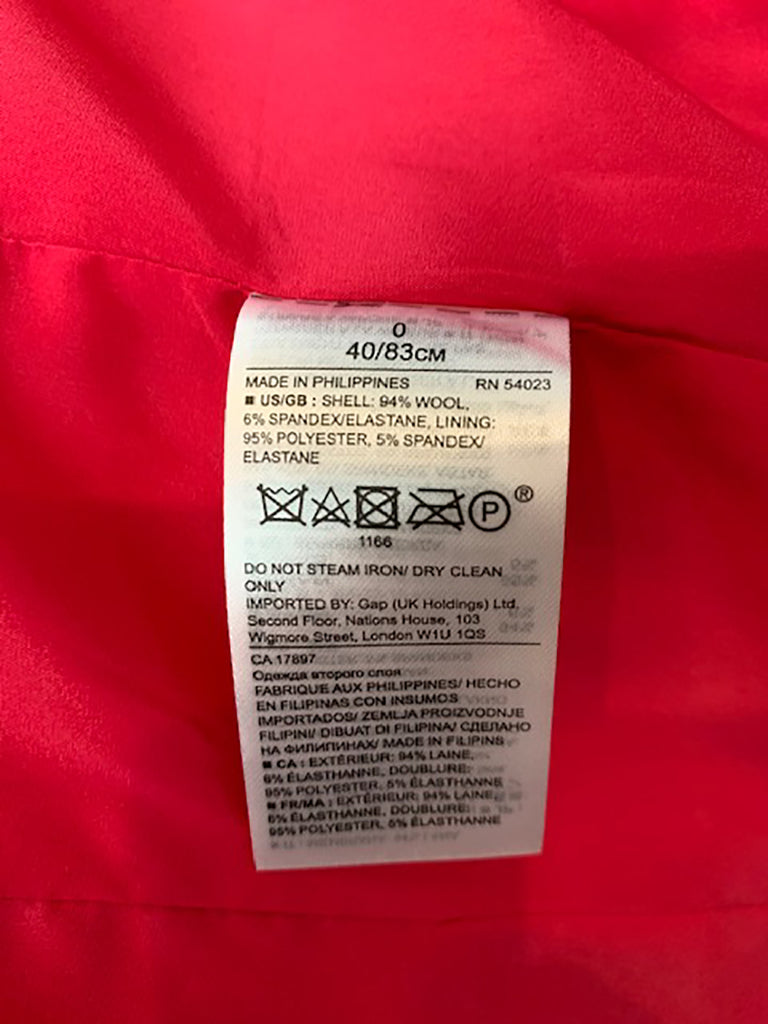 0
40/83CM
MADE IN PHILIPPINES RN 54023
■ US/GB : SHELL: 94% WOOL,
6% SPANDEX/ELASTANE, LINING:
95% POLYESTER, 5% SPANDEX/
ELASTANE
P ®
1166
DO NOT STEAM IRON/ DRY CLEAN
ONLY
IMPORTED BY: Gap (UK Holdings) Ltd.
Second Floor, Nations House, 103
Wigmore Street, London W1U 1QS
CA 17897
Одежда второго слоя
FABRIQUE AUX PHILIPPINES/ HECHO
EN FILIPINAS CON INSUMOS
IMPORTADOS/ ZEMLJA PROIZVODNJE
FILIPINI/ DIBUAT DI FILIPINA/ СДЕЛАНО
НА ФИЛИПИНАХ/ MADE IN FILIPINS
■ CA : EXTÉRIEUR: 94% LAINE,
6% ÉLASTHANNE, DOUBLURE:
95% POLYESTER, 5% ÉLASTHANNE
■ FR/MA : EXTÉRIEUR: 94% LAINE,
6% ÉLASTHANNE, DOUBLURE:
95% POLYESTER, 5% ÉLASTHANNE